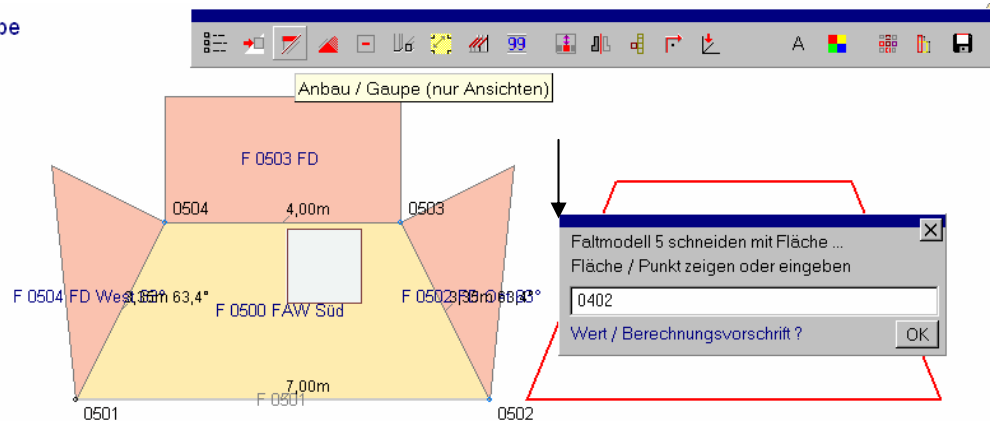 be
99
A
Anbau / Gaupe (nur Ansichten)
F 0503 FD
0504
4,00m
0503
Faltmodell 5 schneiden mit Fläche ...
Fläche / Punkt zeigen oder eingeben
0402
Wert / Berechnungsvorschrift ?
OK
F 0504 FD West
63,4°
F 0500 FAW Süd
F 0502 FD
7,00m
F 0501
0501
0502